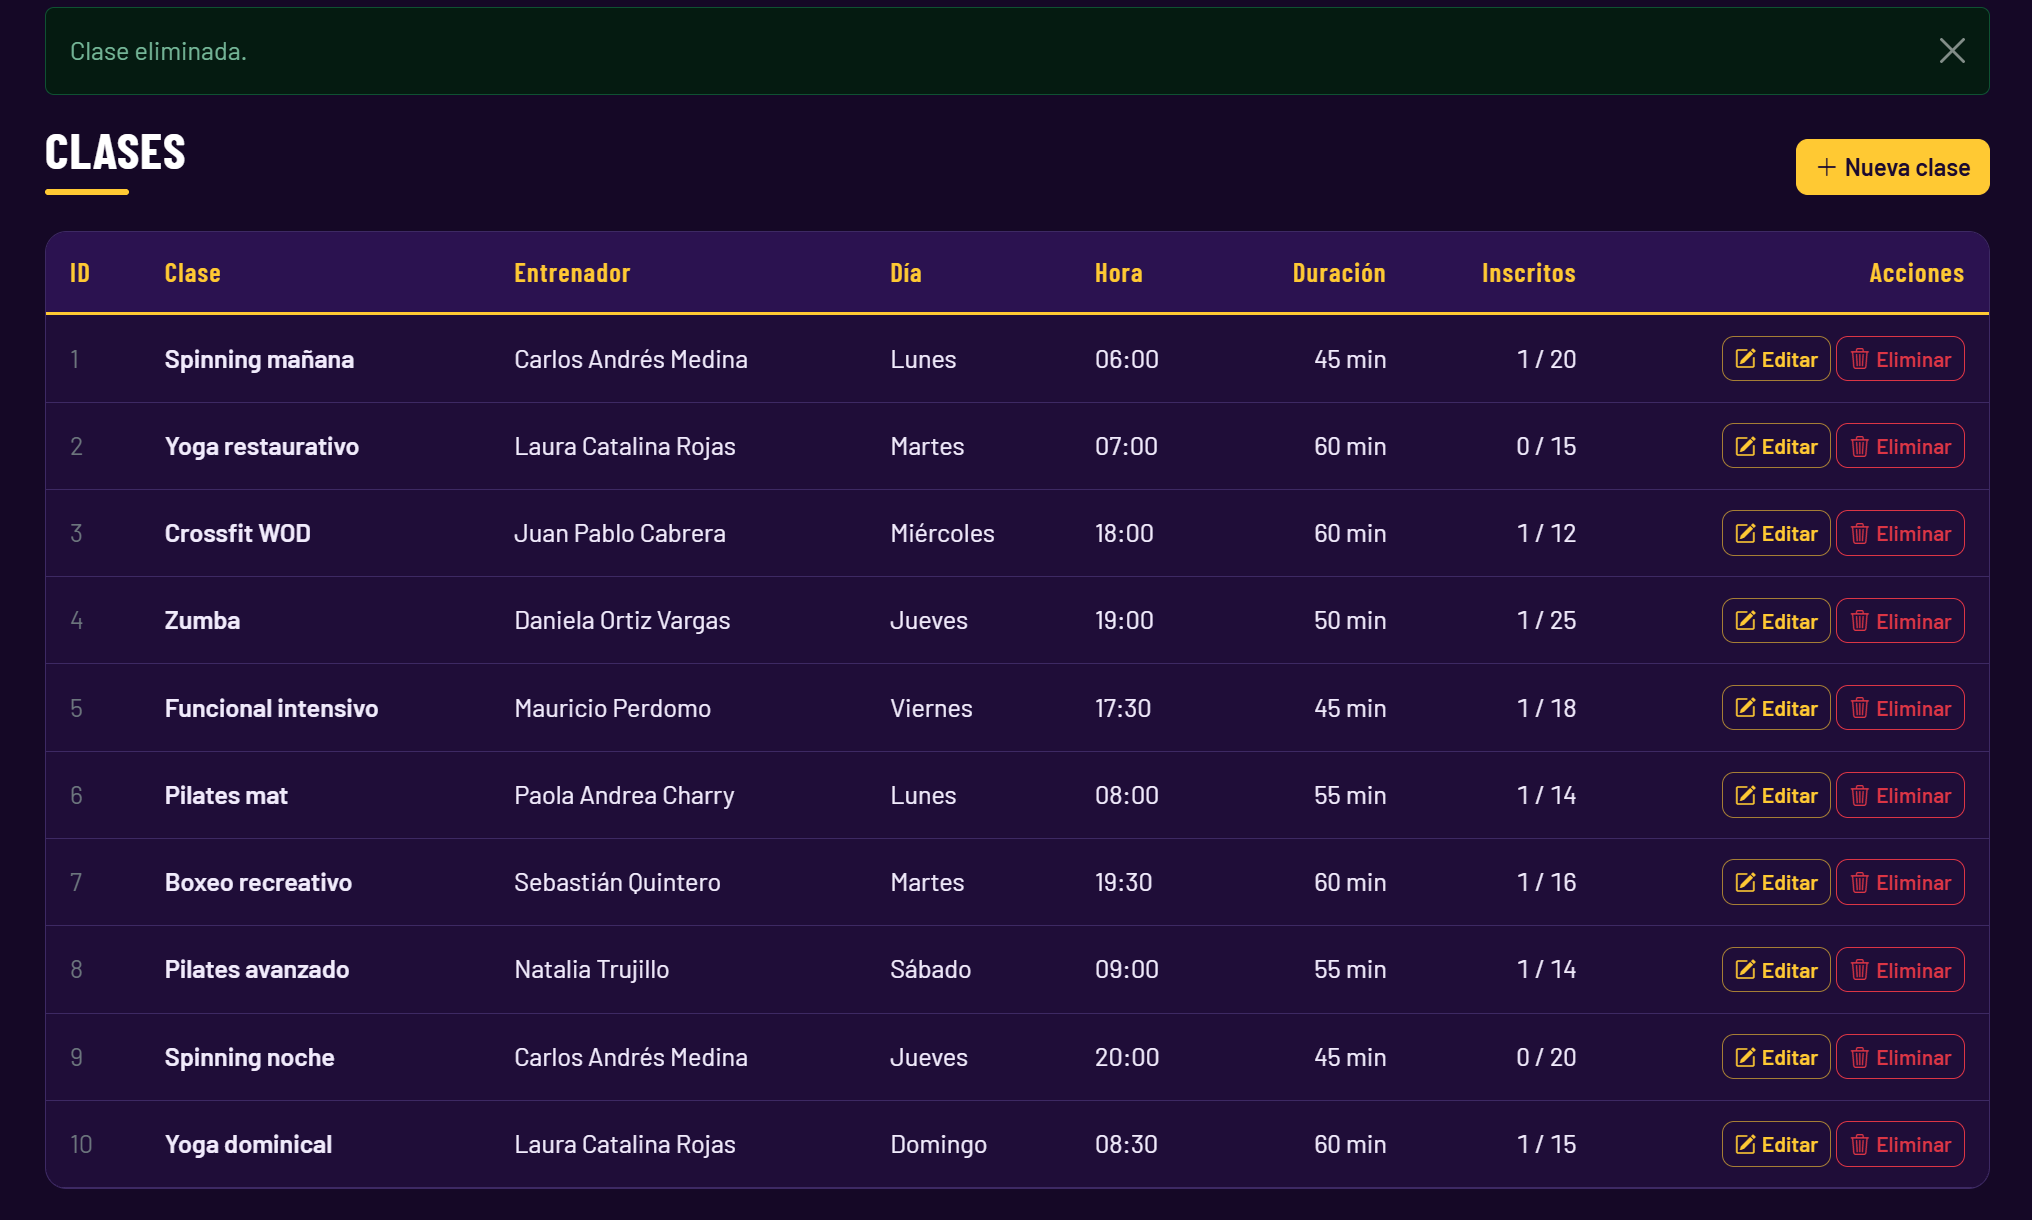 Clase eliminada.
CLASES
+ Nueva clase
ID Clase Entrenador Día Hora Duración Inscritos Acciones
1 Spinning mañana Carlos Andrés Medina Lunes 06:00 45 min 1 / 20 Editar Eliminar
2 Yoga restaurativo Laura Catalina Rojas Martes 07:00 60 min 0 / 15 Editar Eliminar
3 Crossfit WOD Juan Pablo Cabrera Miércoles 18:00 60 min 1 / 12 Editar Eliminar
4 Zumba Daniela Ortiz Vargas Jueves 19:00 50 min 1 / 25 Editar Eliminar
5 Funcional intensivo Mauricio Perdomo Viernes 17:30 45 min 1 / 18 Editar Eliminar
6 Pilates mat Paola Andrea Charry Lunes 08:00 55 min 1 / 14 Editar Eliminar
7 Boxeo recreativo Sebastián Quintero Martes 19:30 60 min 1 / 16 Editar Eliminar
8 Pilates avanzado Natalia Trujillo Sábado 09:00 55 min 1 / 14 Editar Eliminar
9 Spinning noche Carlos Andrés Medina Jueves 20:00 45 min 0 / 20 Editar Eliminar
10 Yoga dominical Laura Catalina Rojas Domingo 08:30 60 min 1 / 15 Editar Eliminar